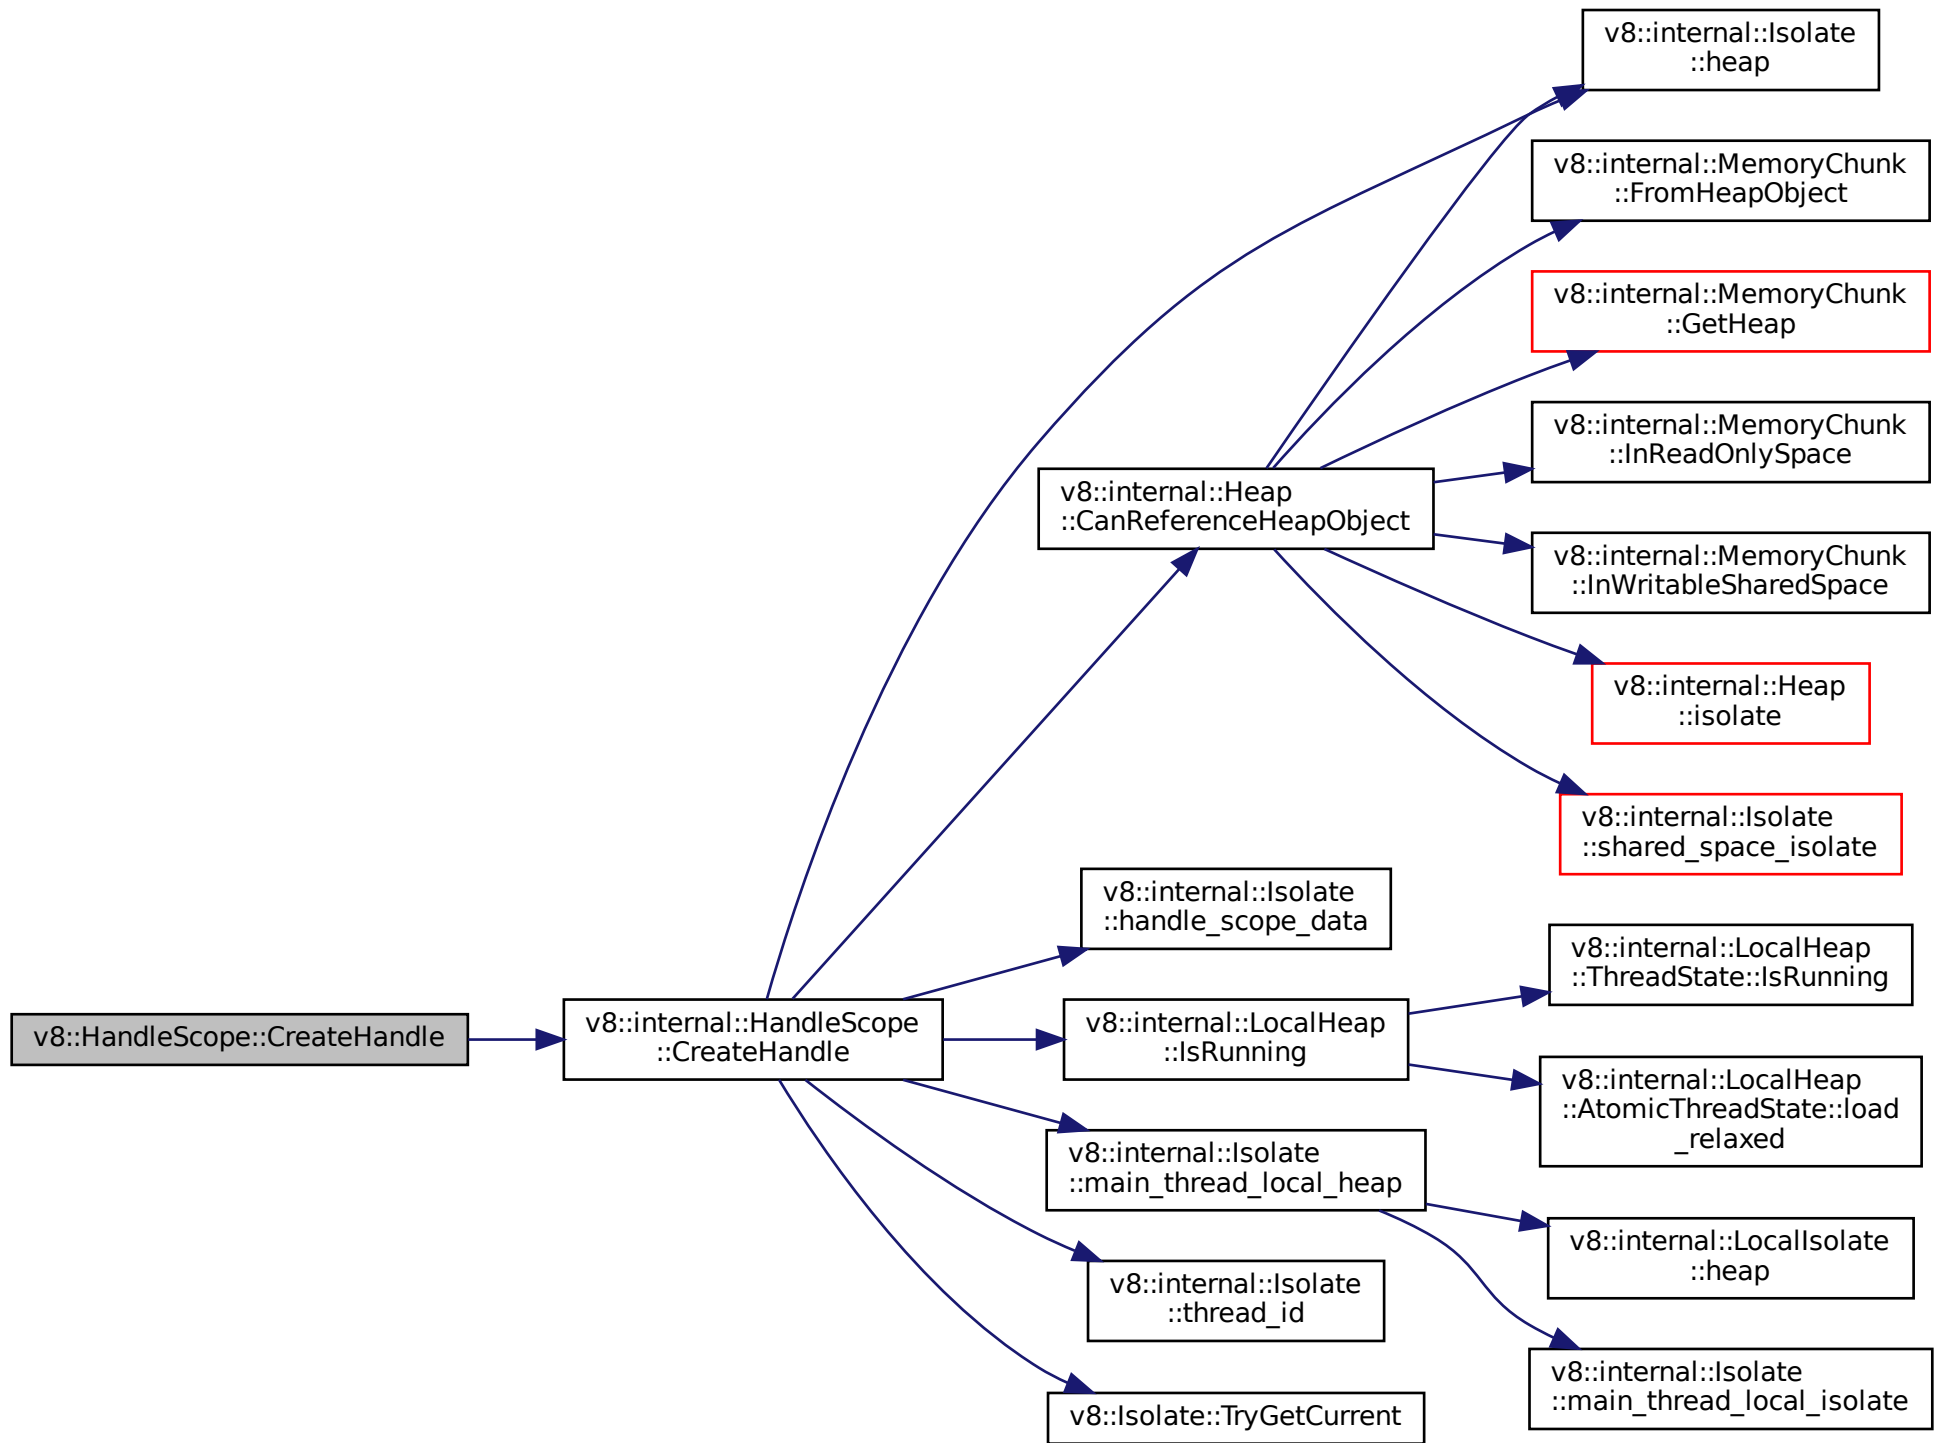 v8::HandleScope::CreateHandle
v8::internal::HandleScope
::CreateHandle
v8::internal::Heap
::CanReferenceHeapObject
v8::internal::Isolate
::handle_scope_data
v8::internal::LocalHeap
::IsRunning
v8::internal::Isolate
::main_thread_local_heap
v8::internal::Isolate
::thread_id
v8::Isolate::TryGetCurrent
v8::internal::Isolate
::heap
v8::internal::MemoryChunk
::FromHeapObject
v8::internal::MemoryChunk
::GetHeap
v8::internal::MemoryChunk
::InReadOnlySpace
v8::internal::MemoryChunk
::InWritableSharedSpace
v8::internal::Heap
::isolate
v8::internal::Isolate
::shared_space_isolate
v8::internal::LocalHeap
::ThreadState::IsRunning
v8::internal::LocalHeap
::AtomicThreadState::load
_relaxed
v8::internal::LocalIsolate
::heap
v8::internal::Isolate
::main_thread_local_isolate